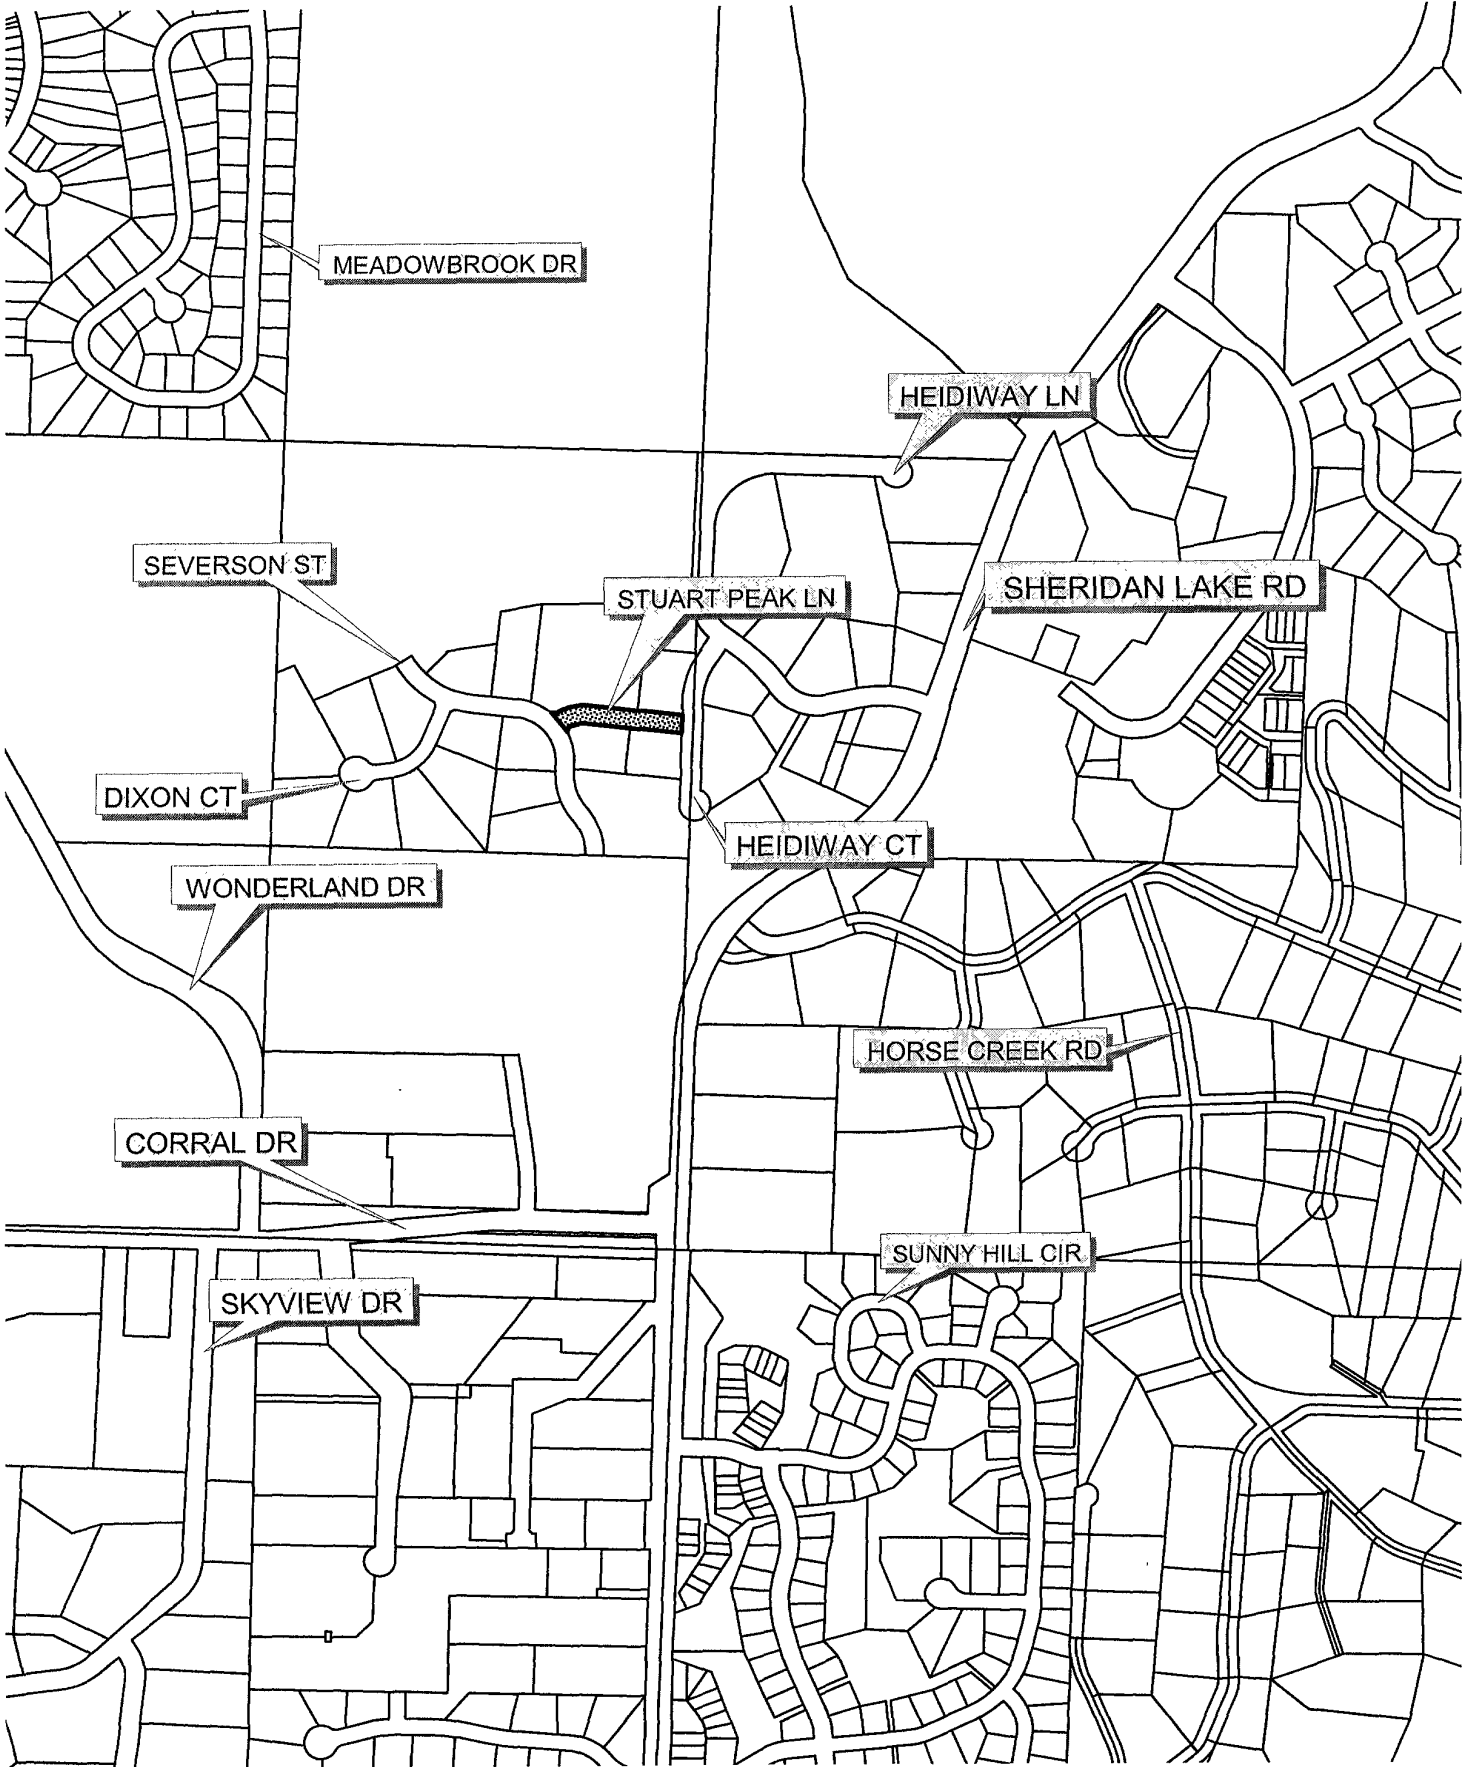 MEADOWBROOK DR
HEIDIWAY LN
SEVERSON ST
STUART PEAK LN
SHERIDAN LAKE RD
DIXON CT
HEIDIWAY CT
WONDERLAND DR
HORSE CREEK RD
CORRAL DR
SUNNY HILL CIR
SKYVIEW DR